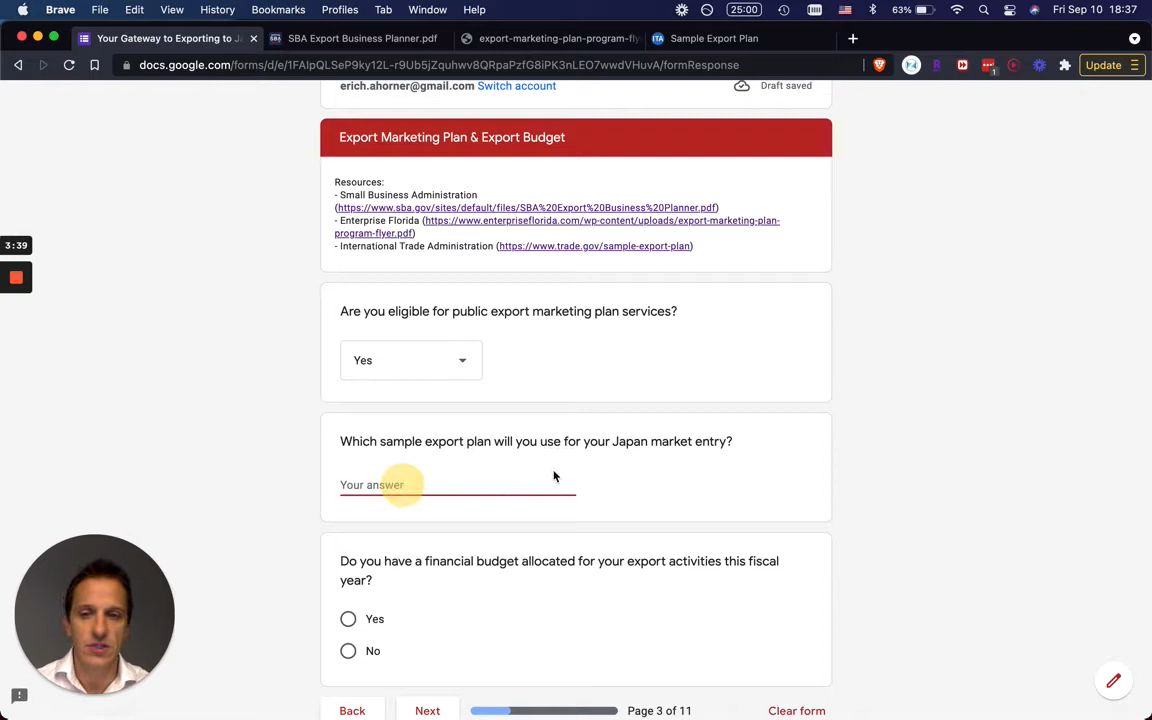 Brave File Edit View History Bookmarks Profiles Tab Window Help 25:00 63% Fri Sep 10 18:37
Your Gateway to Exporting to Ja SBA Export Business Planner.pdf export-marketing-plan-program-fly Sample Export Plan
docs.google.com/forms/d/e/1FAIpQLSeP9ky12L-r9Ub5jZquhwv8QRpaPzfG8iPK3nLEO7wwdVHuvA/formResponse 1 Update
erich.ahorner@gmail.com Switch account Draft saved
Export Marketing Plan & Export Budget
Resources:
- Small Business Administration
(https://www.sba.gov/sites/default/files/SBA%20Export%20Business%20Planner.pdf)
- Enterprise Florida (https://www.enterpriseflorida.com/wp-content/uploads/export-marketing-plan-
program-flyer.pdf)
- International Trade Administration (https://www.trade.gov/sample-export-plan)
3:39
Are you eligible for public export marketing plan services?
Yes
Which sample export plan will you use for your Japan market entry?
Your answer
Do you have a financial budget allocated for your export activities this fiscal
year?
Yes
No
Back Next Page 3 of 11 Clear form